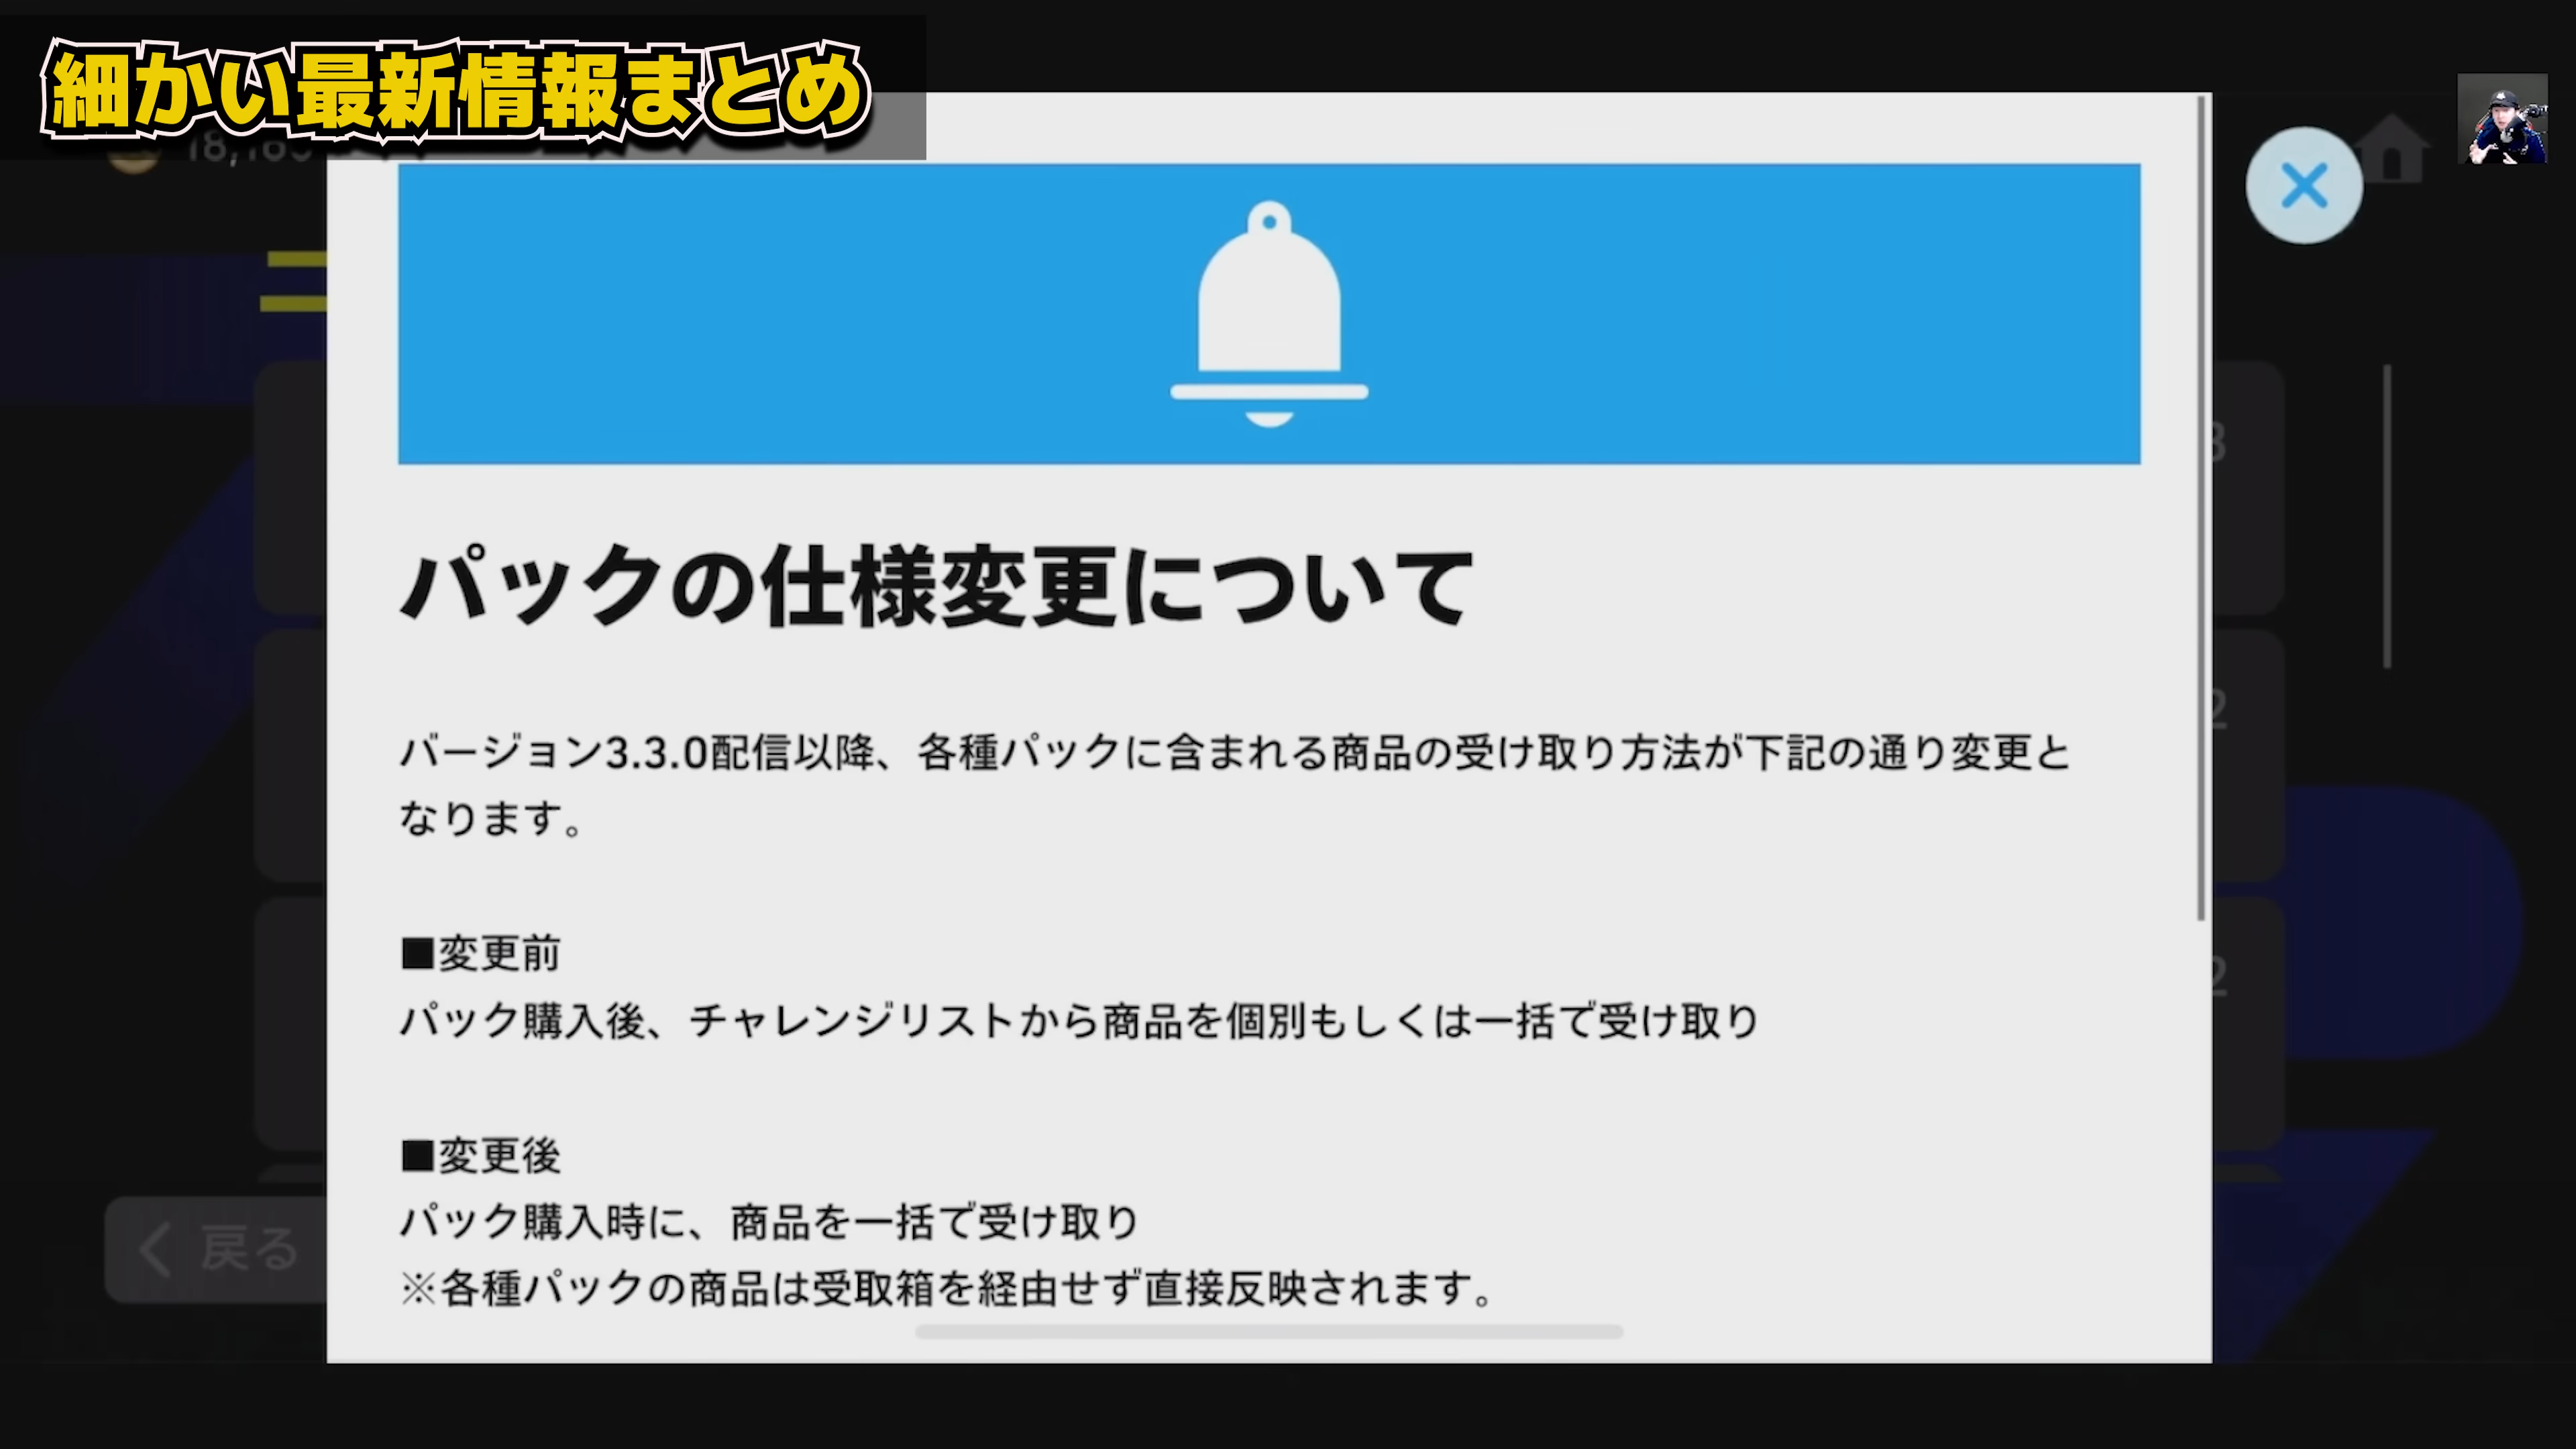 細かい最新情報まとめ
パックの仕様変更について
バージョン3.3.0配信以降、各種パックに含まれる商品の受け取り方法が下記の通り変更と
なります。
■変更前
パック購入後、チャレンジリストから商品を個別もしくは一括で受け取り
■変更後
パック購入時に、商品を一括で受け取り
※各種パックの商品は受取箱を経由せず直接反映されます。
戻る
3
2
2